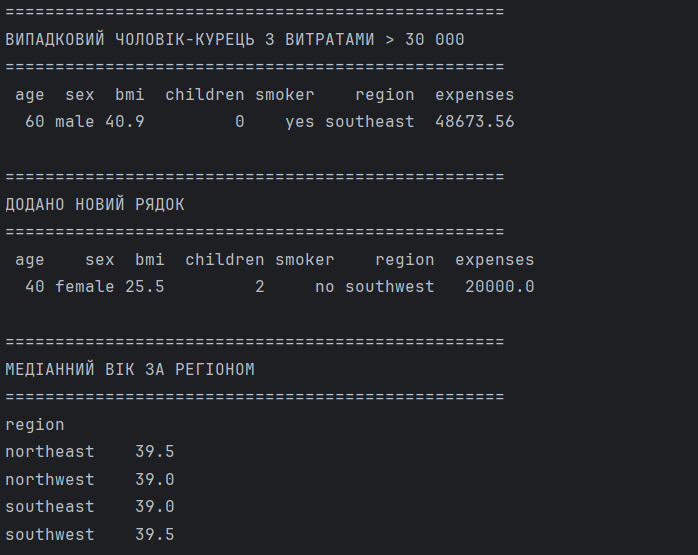 ==================================================
ВИПАДКОВИЙ ЧОЛОВІК-КУРЕЦЬ З ВИТРАТАМИ > 30 000
==================================================
 age  sex  bmi  children smoker    region  expenses
  60 male 40.9         0    yes southeast  48673.56

==================================================
ДОДАНО НОВИЙ РЯДОК
==================================================
 age    sex  bmi  children smoker    region  expenses
  40 female 25.5         2     no southwest   20000.0

==================================================
МЕДІАННИЙ ВІК ЗА РЕГІОНОМ
==================================================
region
northeast    39.5
northwest    39.0
southeast    39.0
southwest    39.5